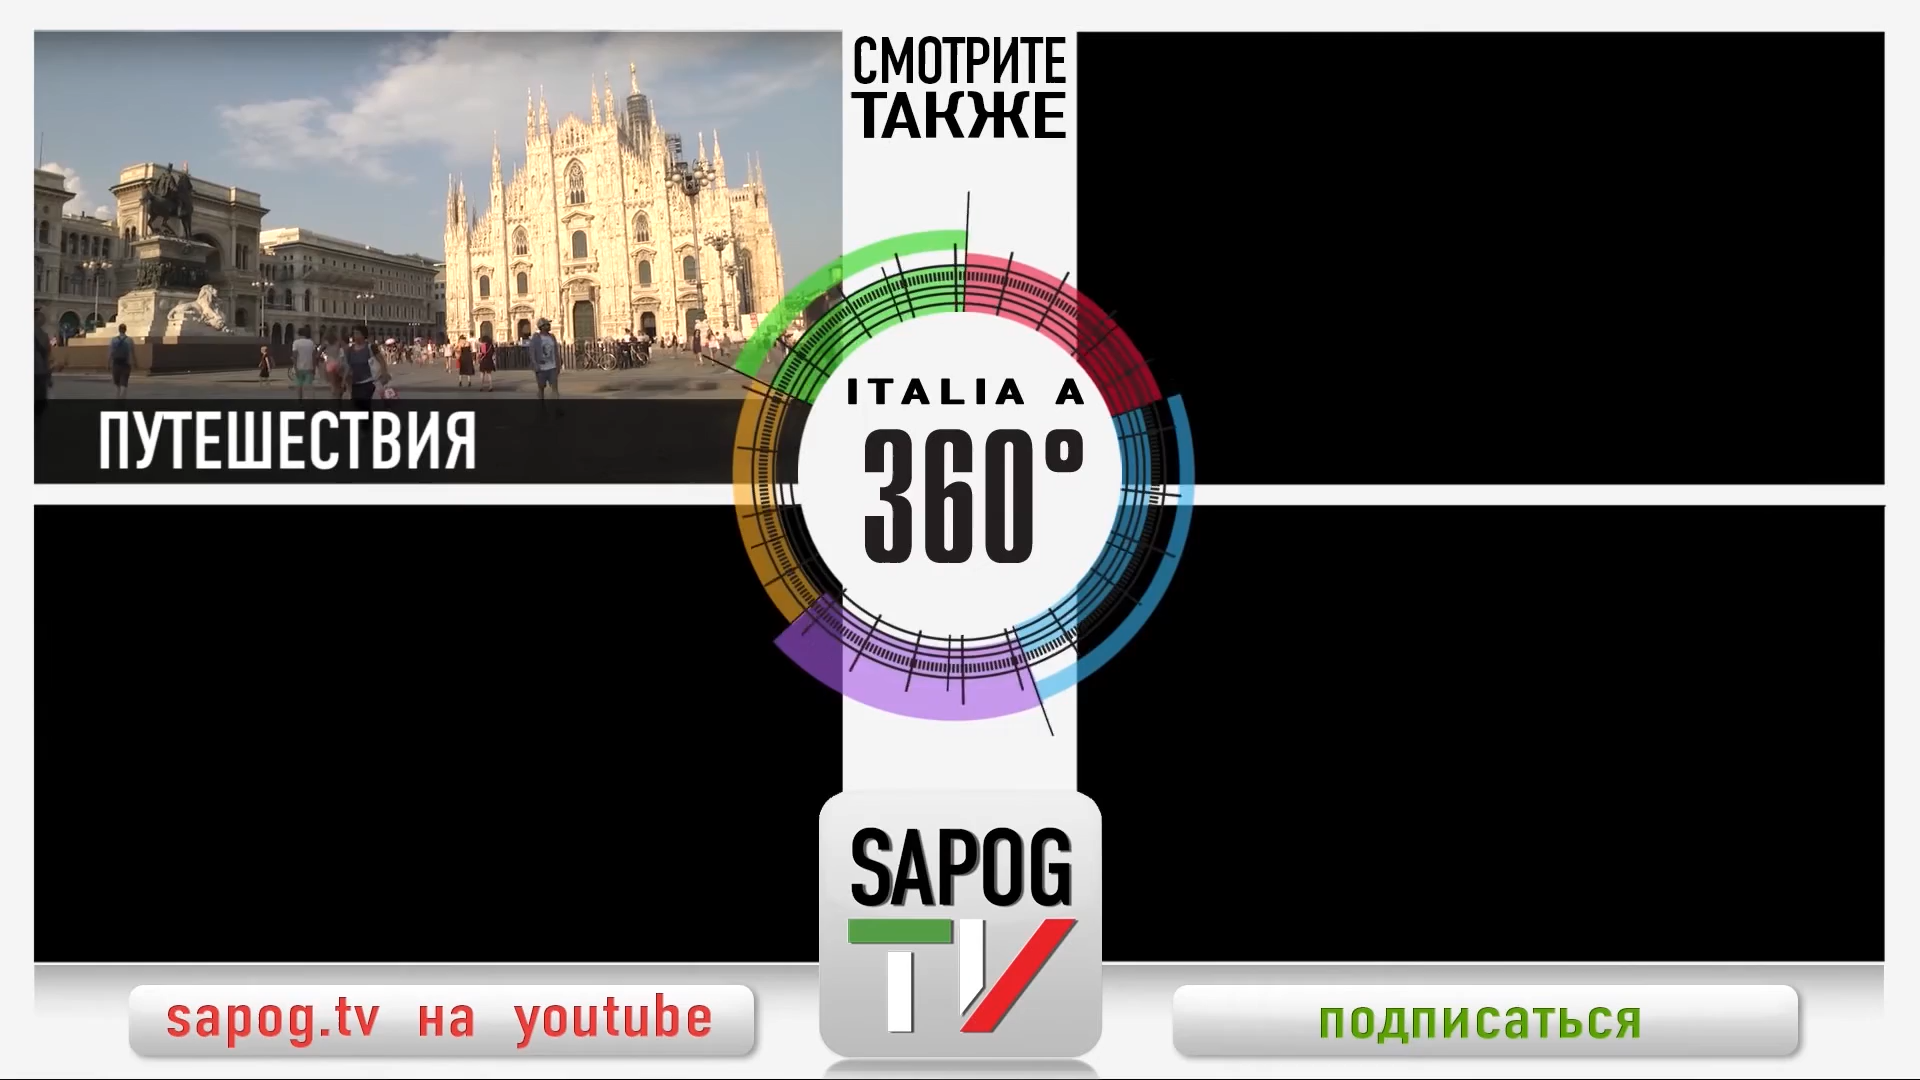 СМОТРИТЕ
ТАКЖЕ
ПУТЕШЕСТВИЯ
ITALIA A
360°
SAPOG
TV
sapog.tv на youtube
подписаться